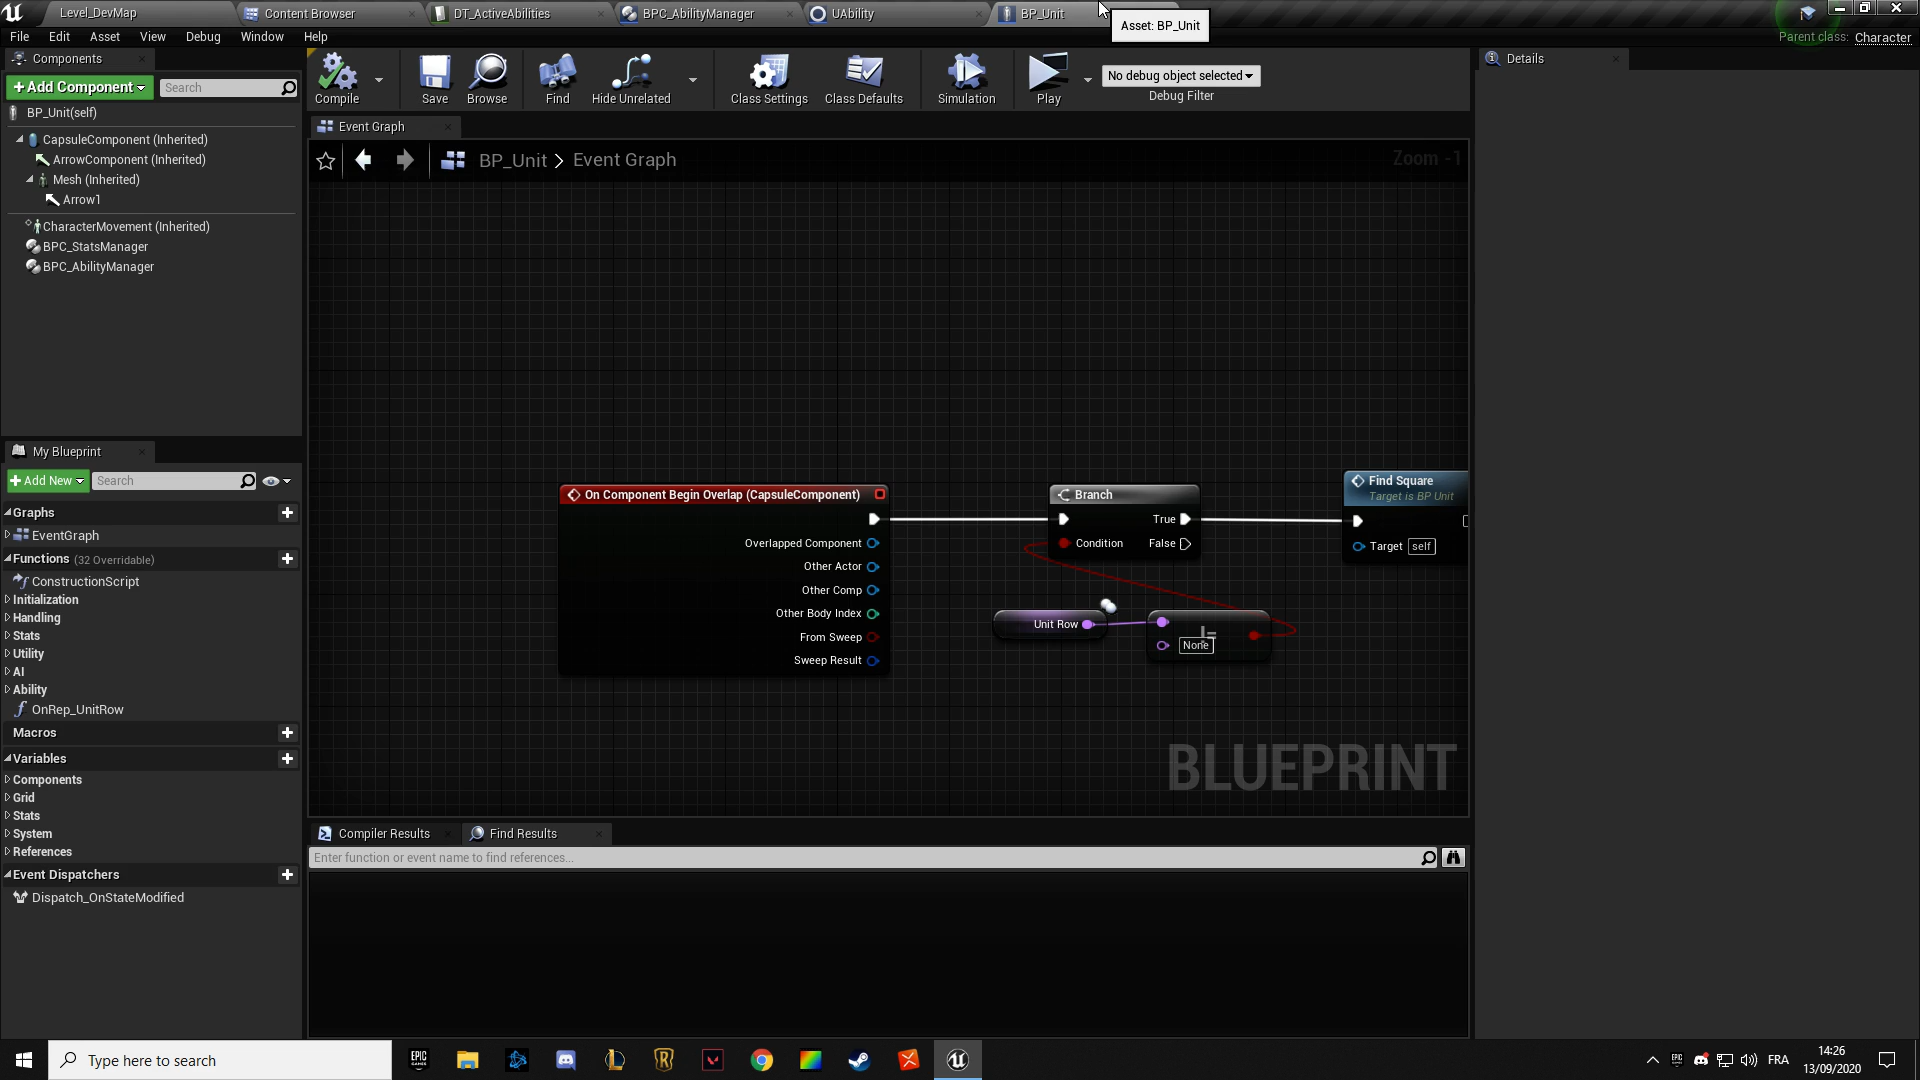 Level_DevMap
Content Browser
DT_ActiveAbilities
BPC_AbilityManager
UAbility
BP_Unit
Asset: BP_Unit
File
Edit
Asset
View
Debug
Window
Help
Parent class: Character
Components
+Add Component
Search
BP_Unit(self)
CapsuleComponent (Inherited)
ArrowComponent (Inherited)
Mesh (Inherited)
Arrow1
CharacterMovement (Inherited)
BPC_StatsManager
BPC_AbilityManager
Compile
Save
Browse
Find
Hide Unrelated
Class Settings
Class Defaults
Simulation
Play
No debug object selected
Debug Filter
Details
Event Graph
BP_Unit > Event Graph
Zoom -1
On Component Begin Overlap (CapsuleComponent)
Overlapped Component
Other Actor
Other Comp
Other Body Index
From Sweep
Sweep Result
Branch
True
Condition
False
Unit Row
!=
None
Find Square
Target is BP Unit
Target self
BLUEPRINT
My Blueprint
+Add New
Search
Graphs
EventGraph
Functions (32 Overridable)
ConstructionScript
Initialization
Handling
Stats
Utility
AI
Ability
OnRep_UnitRow
Macros
Variables
Components
Grid
Stats
System
References
Event Dispatchers
Dispatch_OnStateModified
Compiler Results
Find Results
Enter function or event name to find references...
Type here to search
EPIC
FRA
14:26
13/09/2020